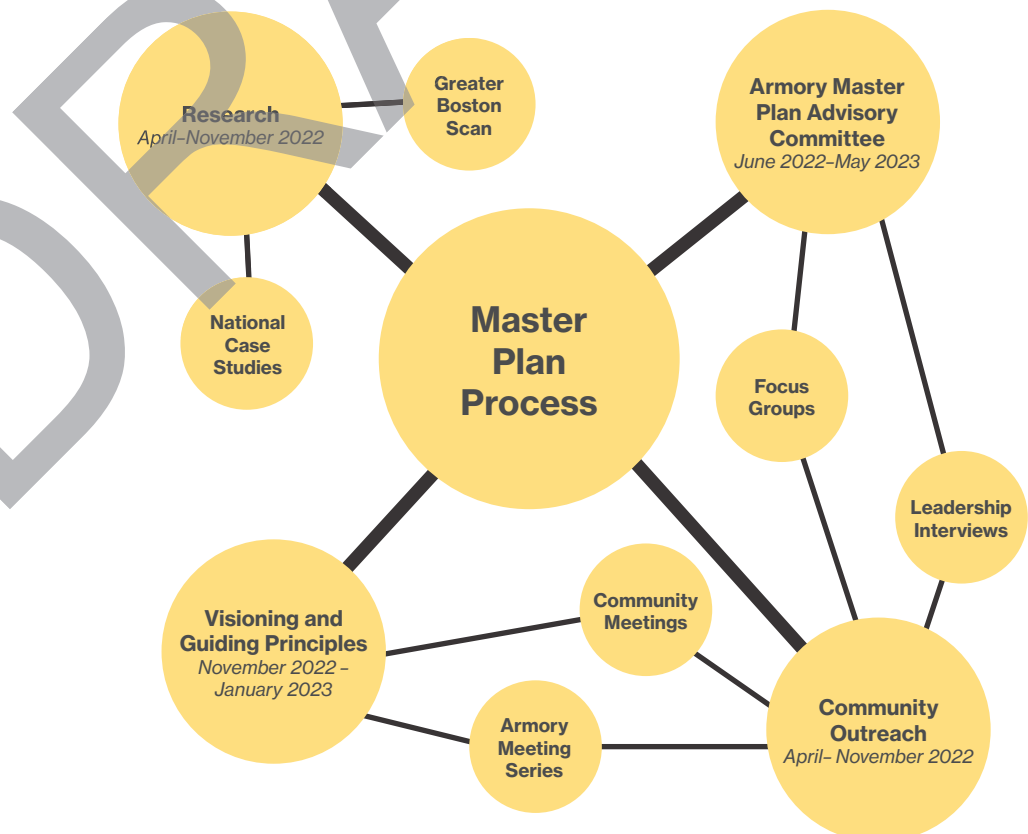 Research
April–November 2022
Greater
Boston
Scan
Armory Master
Plan Advisory
Committee
June 2022–May 2023
National
Case
Studies
Master
Plan
Process
Focus
Groups
Leadership
Interviews
Visioning and
Guiding Principles
November 2022 –
January 2023
Community
Meetings
Armory
Meeting
Series
Community
Outreach
April– November 2022